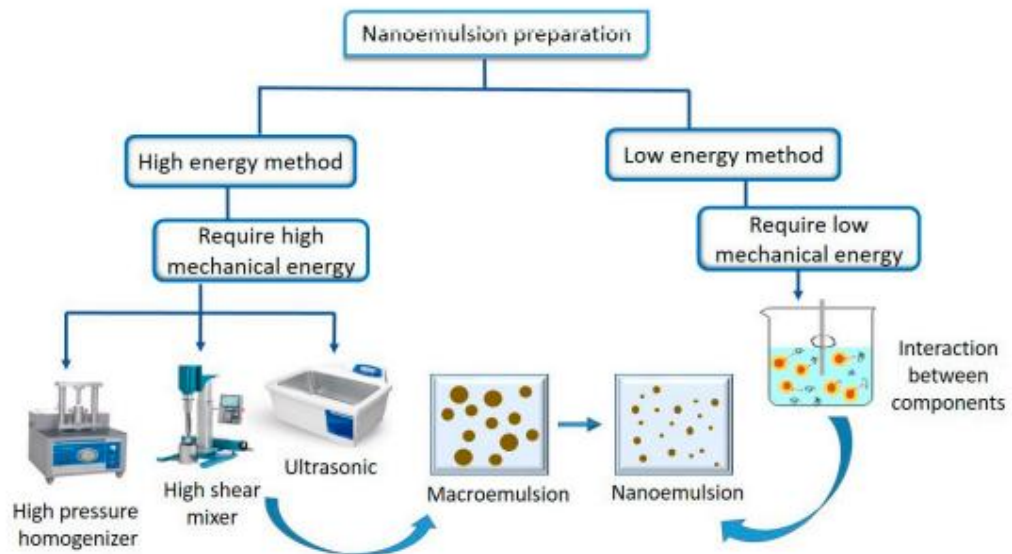 Nanoemulsion preparation
High energy method
Low energy method
Require high
mechanical energy
Require low
mechanical energy
Interaction
between
components
Ultrasonic
High shear
mixer
High pressure
homogenizer
Macroemulsion
Nanoemulsion